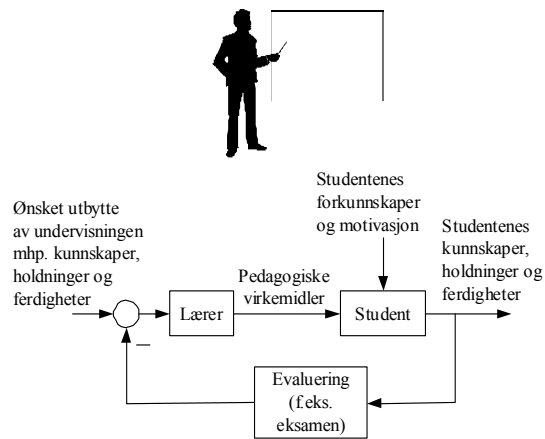 Studentenes
forkunnskaper
og motivasjon
Ønsket utbytte
av undervisningen
mhp. kunnskaper,
holdninger og
ferdigheter
Studentenes
kunnskaper,
holdninger og
ferdigheter
Pedagogiske
virkemidler
Lærer
Student
Evaluering
(f.eks.
eksamen)